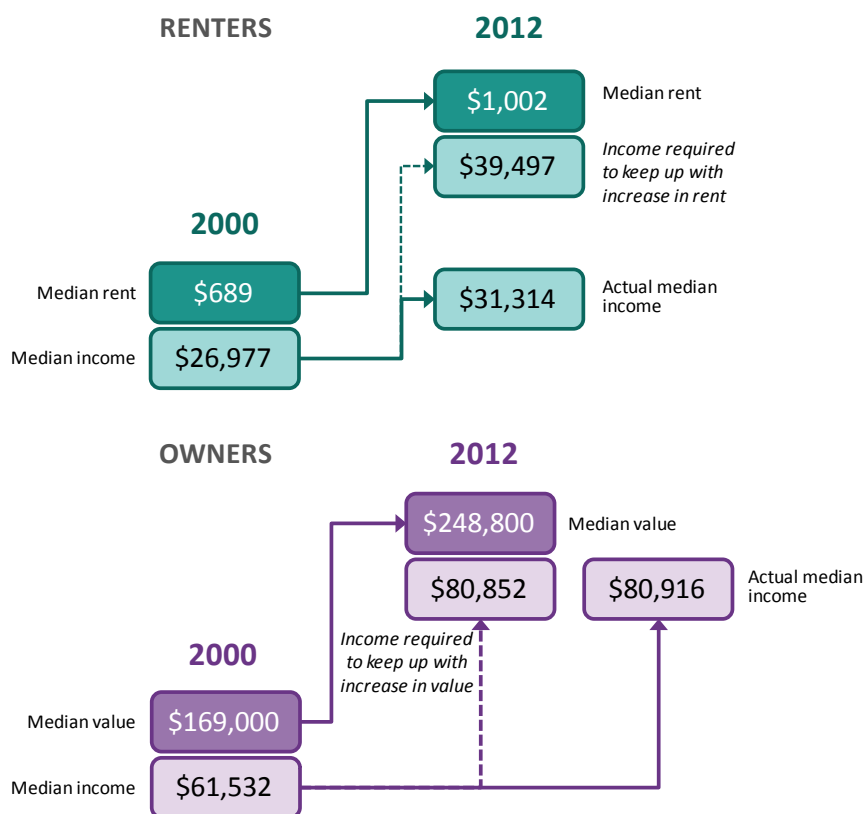 RENTERS
2012
$1,002
Median rent
$39,497
Income required
to keep up with
increase in rent
2000
Median rent
$689
$31,314
Actual median
income
Median income
$26,977
OWNERS
2012
$248,800
Median value
$80,852
$80,916
Actual median
income
Income required
to keep up with
increase in value
2000
Median value
$169,000
Median income
$61,532